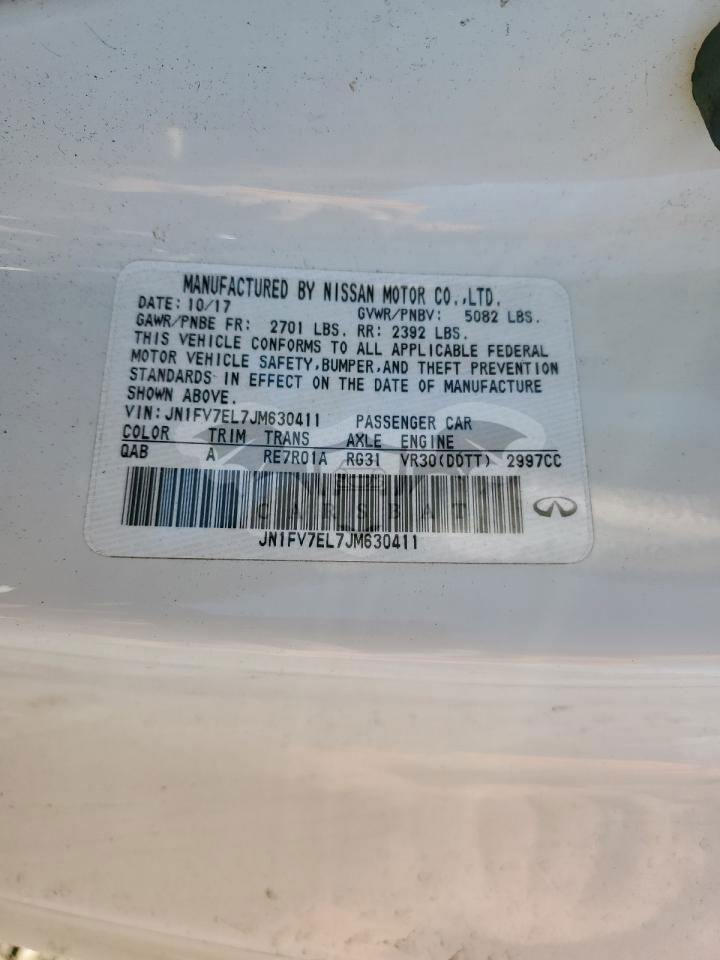 MANUFACTURED BY NISSAN MOTOR CO.,LTD.
DATE: 10/17 GVWR/PNBV: 5082 LBS.
GAWR/PNBE FR: 2701 LBS. RR: 2392 LBS.
THIS VEHICLE CONFORMS TO ALL APPLICABLE FEDERAL
MOTOR VEHICLE SAFETY,BUMPER,AND THEFT PREVENTION
STANDARDS IN EFFECT ON THE DATE OF MANUFACTURE
SHOWN ABOVE.
VIN: JN1FV7EL7JM630411 PASSENGER CAR
COLOR TRIM TRANS AXLE ENGINE
QAB A RE7R01A RG31 VR30(DDTT) 2997CC
CARSBAT
JN1FV7EL7JM630411